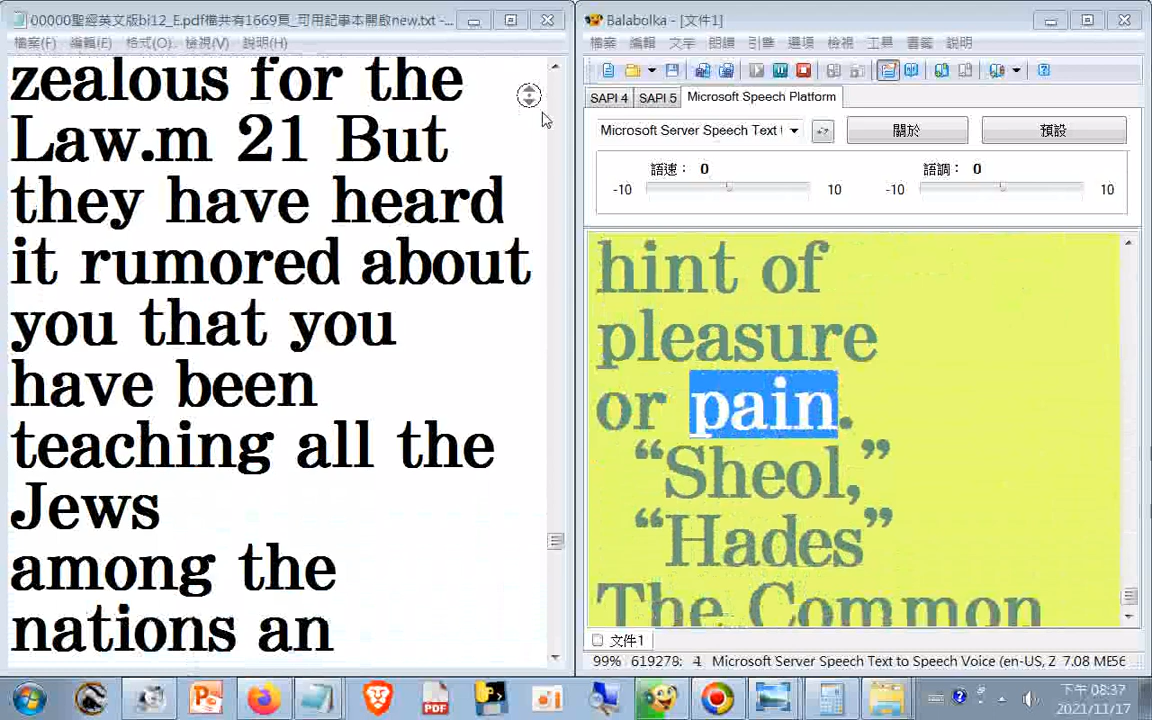 00000聖經英文版bi12_E.pdf檔共有1669頁_可用記事本開啟new.txt -...
檔案(F) 編輯(E) 格式(O) 檢視(V) 說明(H)
zealous for the
Law.m 21 But
they have heard
it rumored about
you that you
have been
teaching all the
Jews
among the
nations an
Balabolka - [文件1]
檔案 編輯 文字 朗讀 引擎 選項 檢視 工具 書籤 說明
SAPI 4 SAPI 5 Microsoft Speech Platform
Microsoft Server Speech Text
關於 預設
語速： 0 語調： 0
-10 10 -10 10
hint of
pleasure
or pain.
“Sheol,”
“Hades”
The Common
文件1
99% 619279: 4 Microsoft Server Speech Text to Speech Voice (en-US, Z 7.08 ME56
PDF
下午 08:37
2021/11/17